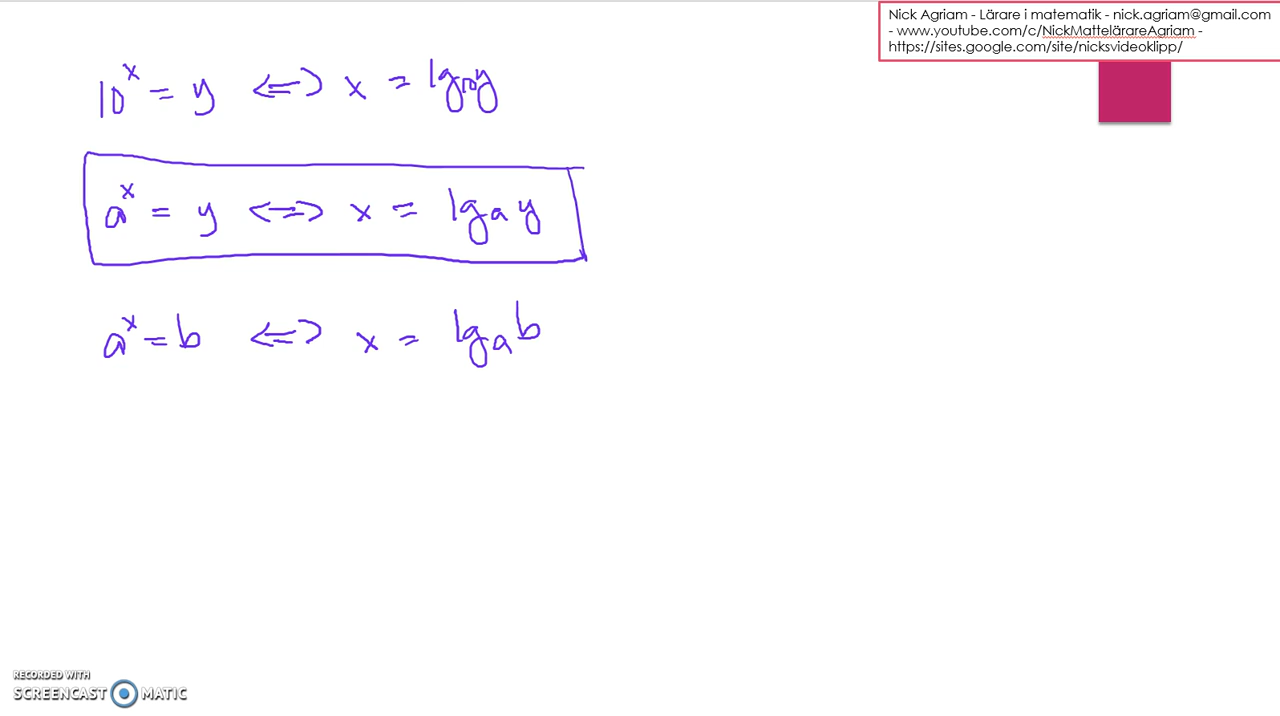 Nick Agriam - Lärare i matematik - nick.agriam@gmail.com
- www.youtube.com/c/NickMattelärareAgriam -
https://sites.google.com/site/nicksvideoklipp/
10^x = y <=> x = lg₁₀y
a^x = y <=> x = lgₐ y
a^x = b <=> x = lgₐ b
RECORDED WITH
SCREENCAST MATIC